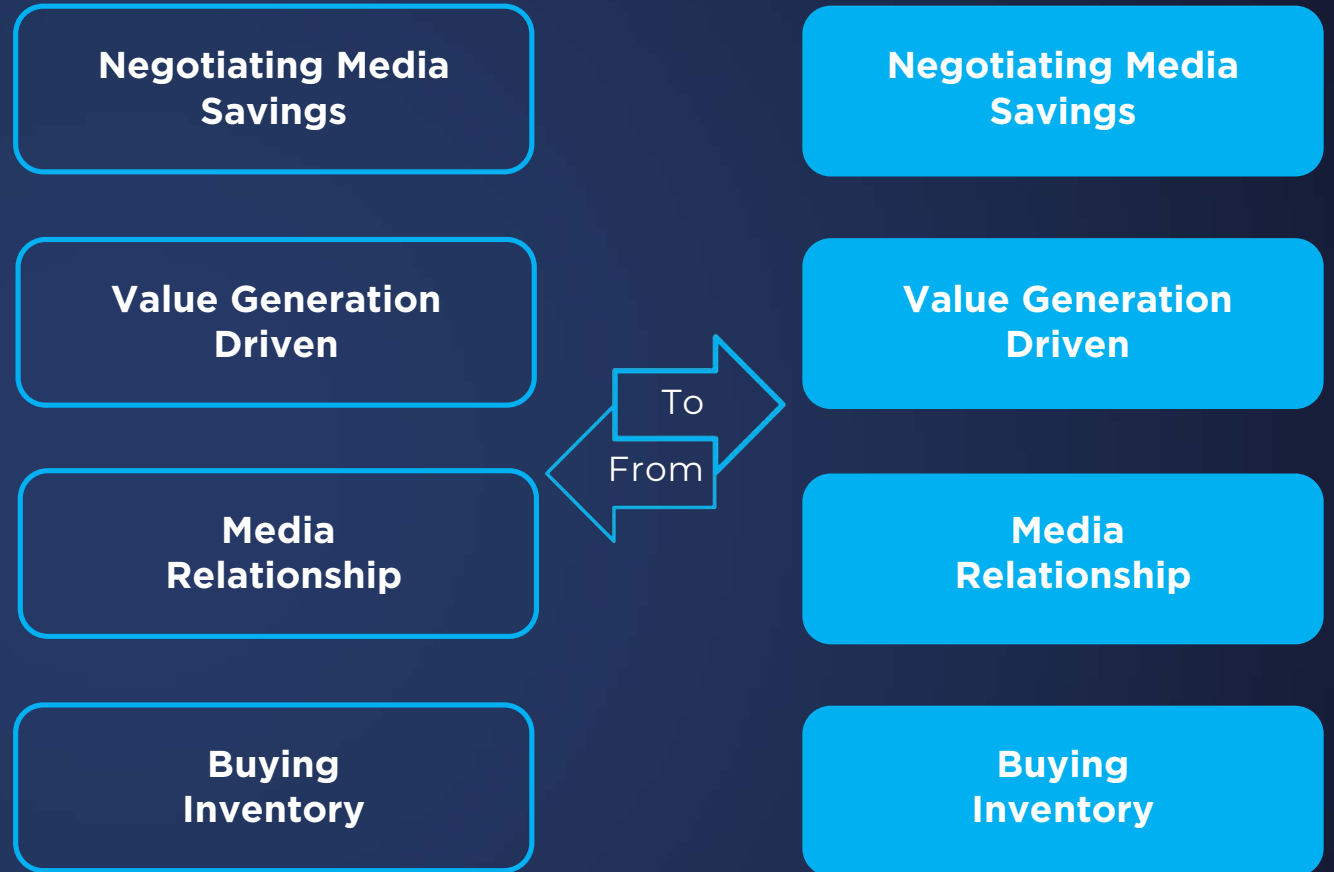 Negotiating Media
Savings
Negotiating Media
Savings
Value Generation
Driven
Value Generation
Driven
To
From
Media
Relationship
Media
Relationship
Buying
Inventory
Buying
Inventory